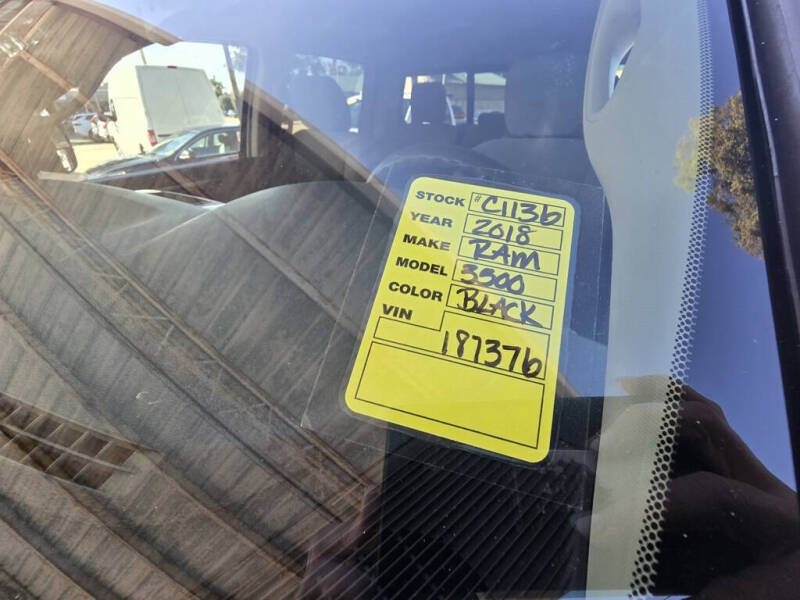 STOCK #C1136
YEAR 2018
MAKE RAM
MODEL 3500
COLOR BLACK
VIN
187376